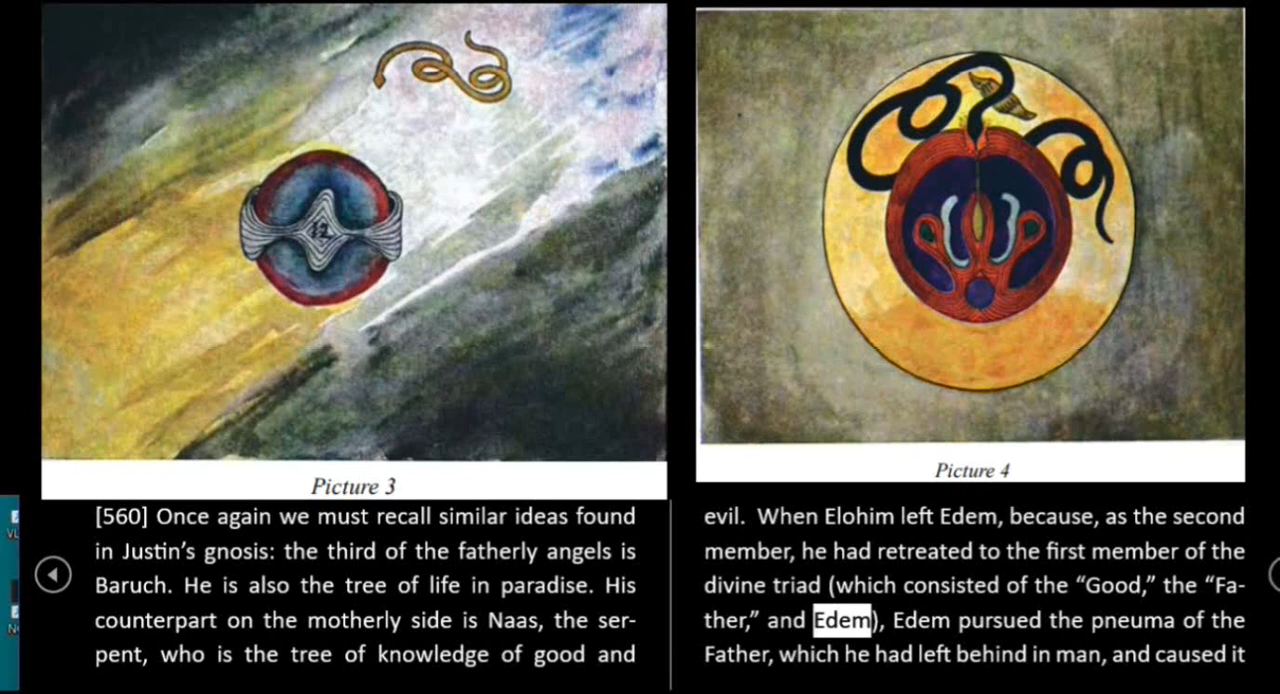 12
Picture 3
Picture 4
[560] Once again we must recall similar ideas found
in Justin’s gnosis: the third of the fatherly angels is
Baruch. He is also the tree of life in paradise. His
counterpart on the motherly side is Naas, the ser-
pent, who is the tree of knowledge of good and
evil. When Elohim left Edem, because, as the second
member, he had retreated to the first member of the
divine triad (which consisted of the “Good,” the “Fa-
ther,” and Edem), Edem pursued the pneuma of the
Father, which he had left behind in man, and caused it